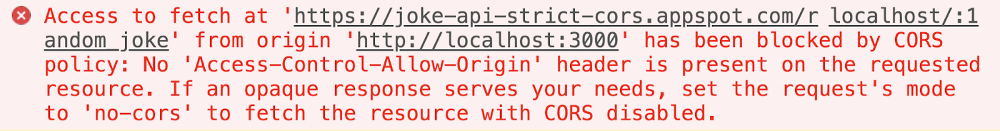 Access to fetch at 'https://joke-api-strict-cors.appspot.com/r localhost/:1
andom_joke' from origin 'http://localhost:3000' has been blocked by CORS
policy: No 'Access-Control-Allow-Origin' header is present on the requested
resource. If an opaque response serves your needs, set the request's mode
to 'no-cors' to fetch the resource with CORS disabled.